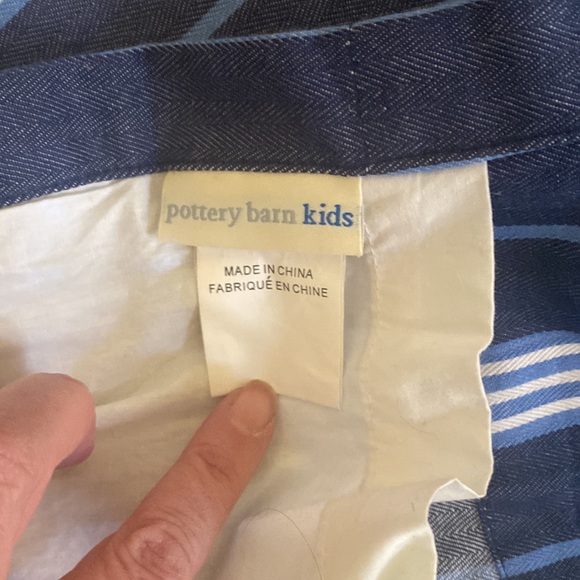 pottery barn kids
MADE IN CHINA
FABRIQUÉ EN CHINE